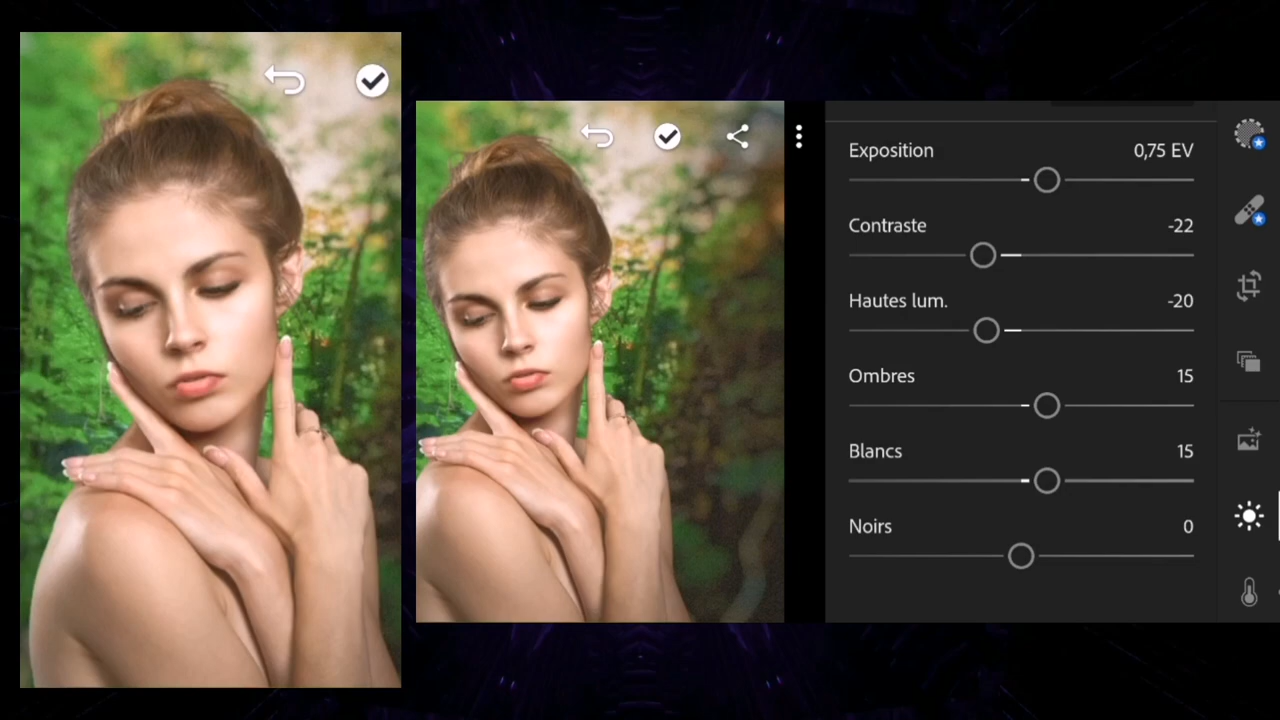 Exposition 0,75 EV
Contraste -22
Hautes lum. -20
Ombres 15
Blancs 15
Noirs 0